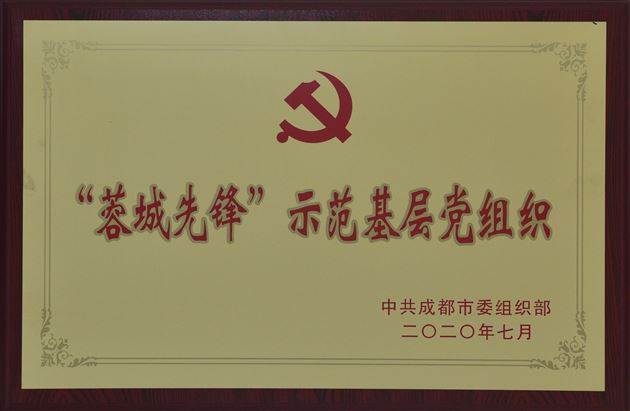 “蓉城先锋”示范基层党组织
中共成都市委组织部
二〇二〇年七月